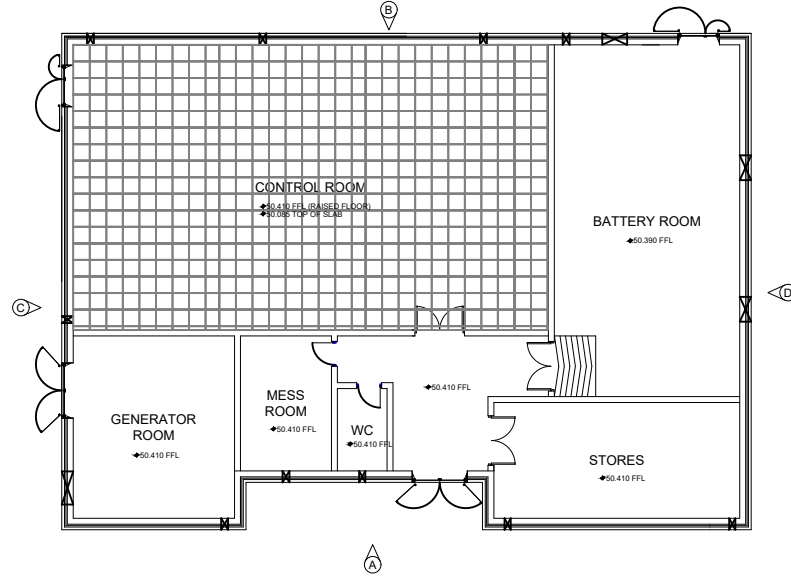 B
CONTROL ROOM
50.410 FFL (RAISED FLOOR)
50.085 TOP OF SLAB
BATTERY ROOM
50.390 FFL
C
D
50.410 FFL
MESS
ROOM
50.410 FFL
GENERATOR
ROOM
50.410 FFL
WC
50.410 FFL
STORES
50.410 FFL
A